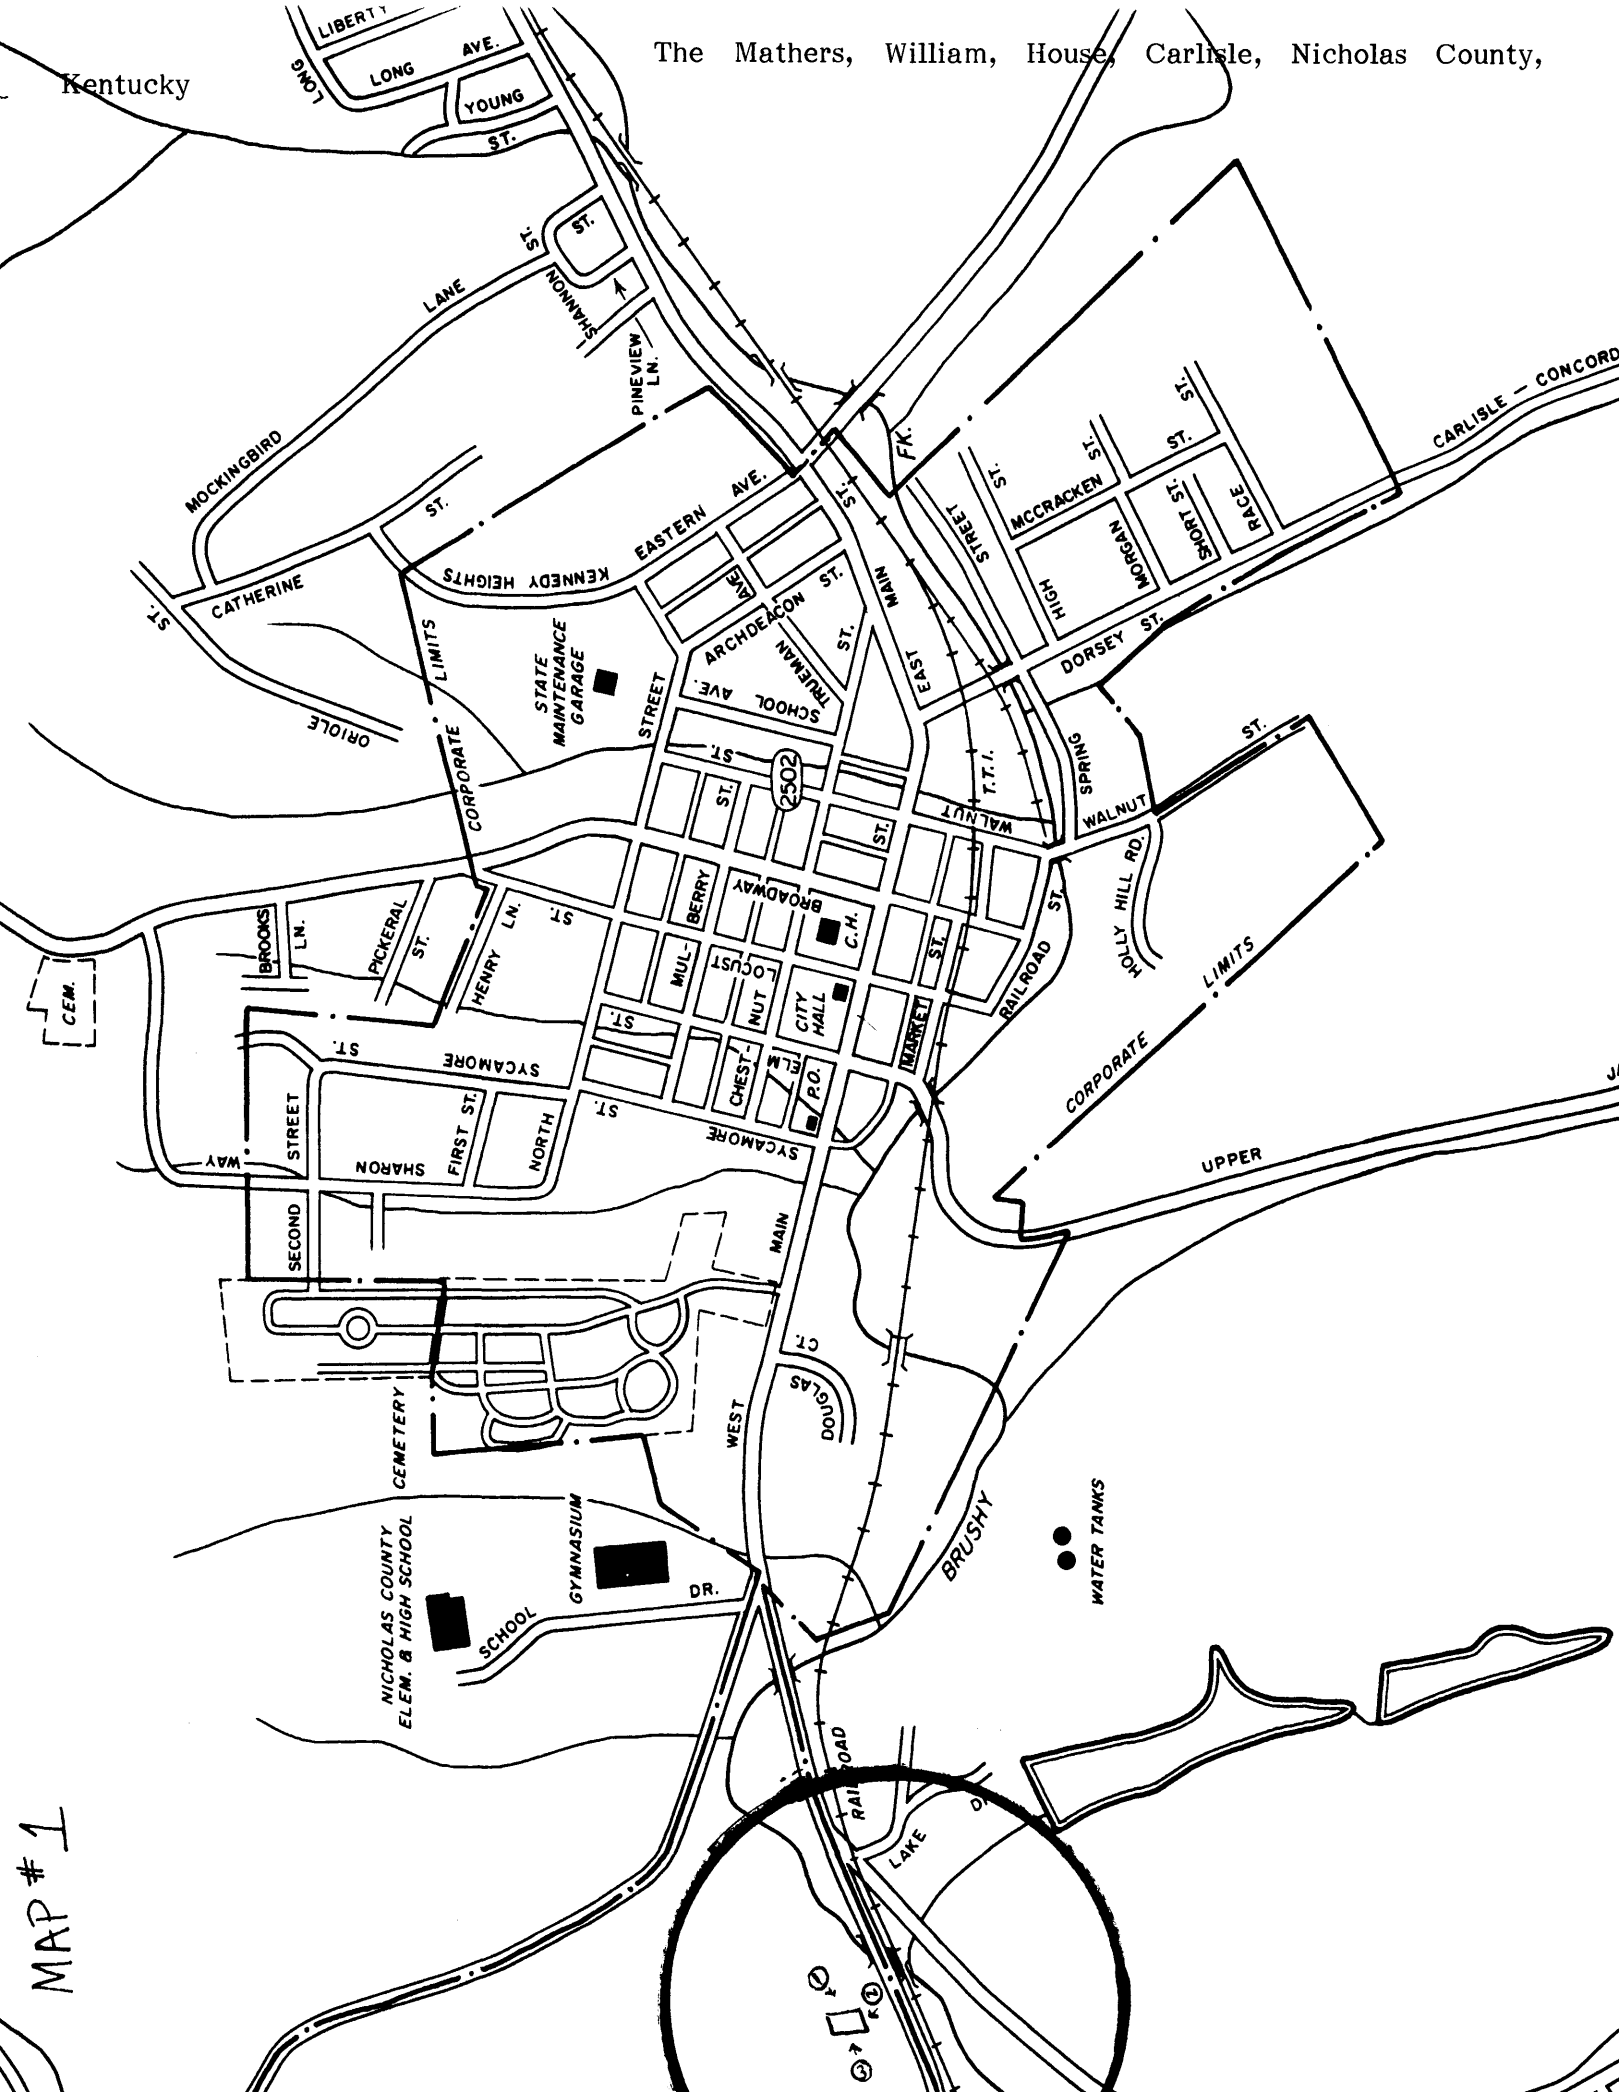 The Mathers, William, House, Carlisle, Nicholas County,
Kentucky
LIBERTY
LONG
LONG AVE.
YOUNG
ST.
ST.
ST.
SHANNON
LANE
MOCKINGBIRD
PINEVIEW
LN.
ST.
CATHERINE
ST.
ORIOLE
KENNEDY HEIGHTS
EASTERN AVE.
AVE.
ARCHDEACON ST.
TRUEMAN
ST.
SCHOOL AVE.
STREET
STATE
MAINTENANCE
GARAGE
CORPORATE LIMITS
FK.
ST.
MAIN
EAST
STREET
ST.
MCCRACKEN ST.
ST.
ST.
HIGH
MORGAN
SHORT ST.
RACE
DORSEY ST.
CARLISLE - CONCORD
SPRING
T.T.I.
WALNUT
WALNUT
ST.
HOLLY HILL RD.
ST.
2502
ST.
ST.
BERRY
BROADWAY
C.H.
ST.
MUL-
LOCUST
NUT
CITY
HALL
ST.
MARKET
RAILROAD
ST.
CHEST-
ELM
P.O.
ST.
SYCAMORE
ST.
BROOKS
LN.
PICKERAL
ST.
HENRY LN.
CEM.
SYCAMORE ST.
SECOND STREET
FIRST ST.
NORTH
SHARON
WAY
CORPORATE LIMITS
UPPER
JA
WEST MAIN
DOUGLAS
CT.
CEMETERY
GYMNASIUM
NICHOLAS COUNTY
ELEM. & HIGH SCHOOL
SCHOOL DR.
BRUSHY
WATER TANKS
RAILROAD
LAKE
MAP #1
1
2
3